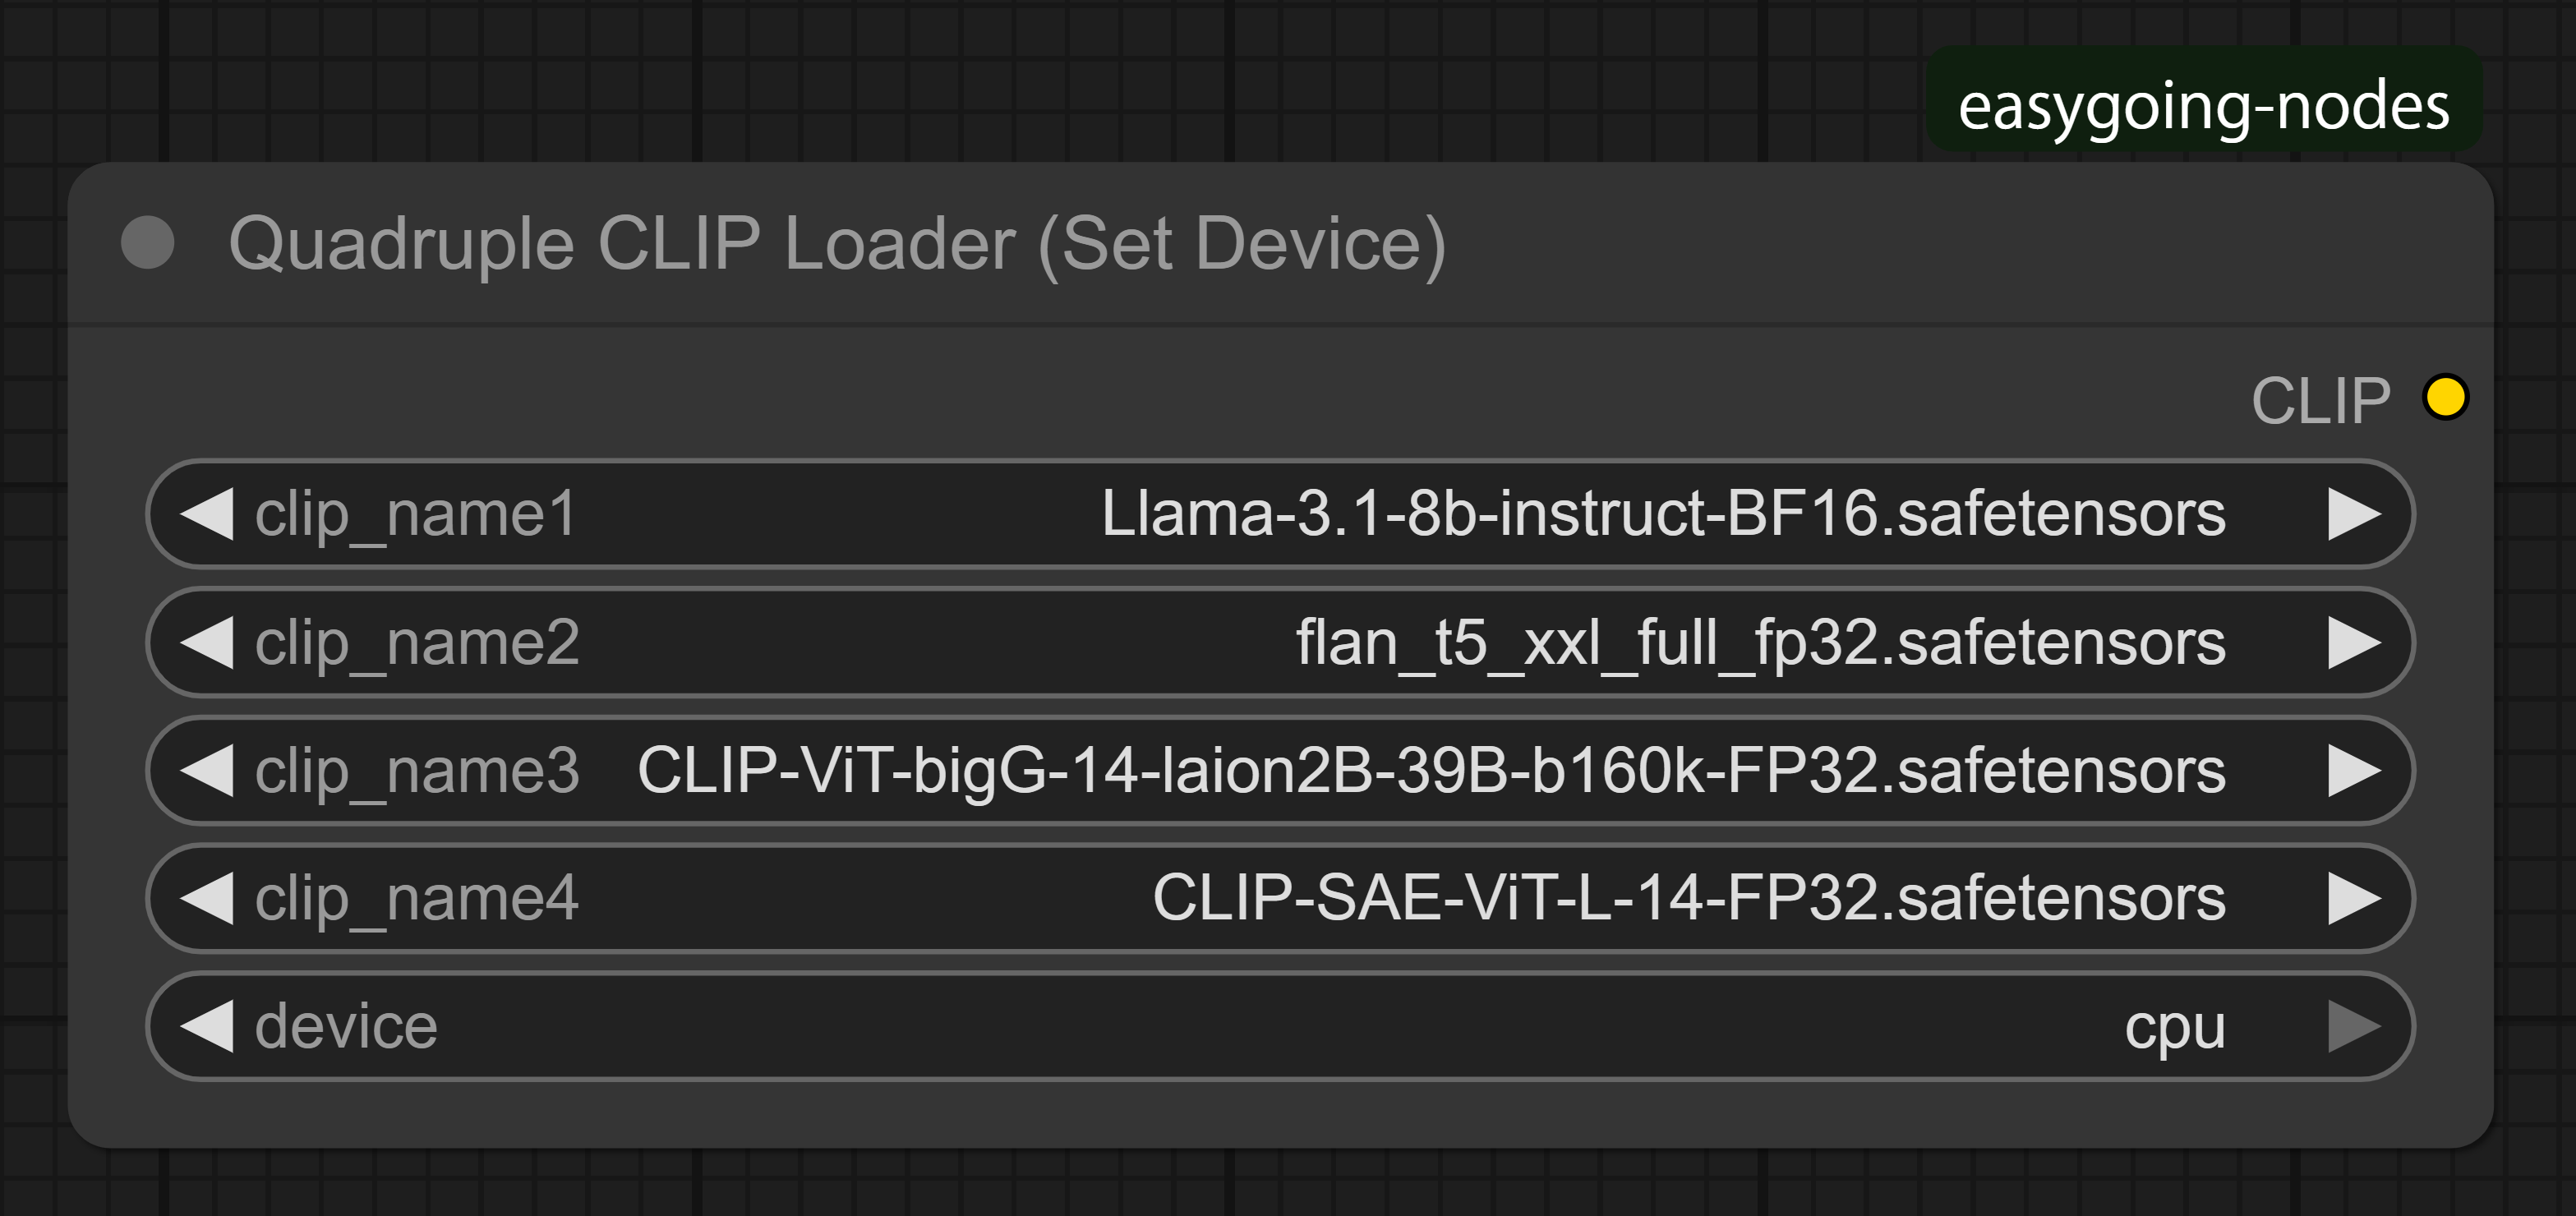 easygoing-nodes
Quadruple CLIP Loader (Set Device)
CLIP
clip_name1 Llama-3.1-8b-instruct-BF16.safetensors
clip_name2 flan_t5_xxl_full_fp32.safetensors
clip_name3 CLIP-ViT-bigG-14-laion2B-39B-b160k-FP32.safetensors
clip_name4 CLIP-SAE-ViT-L-14-FP32.safetensors
device cpu